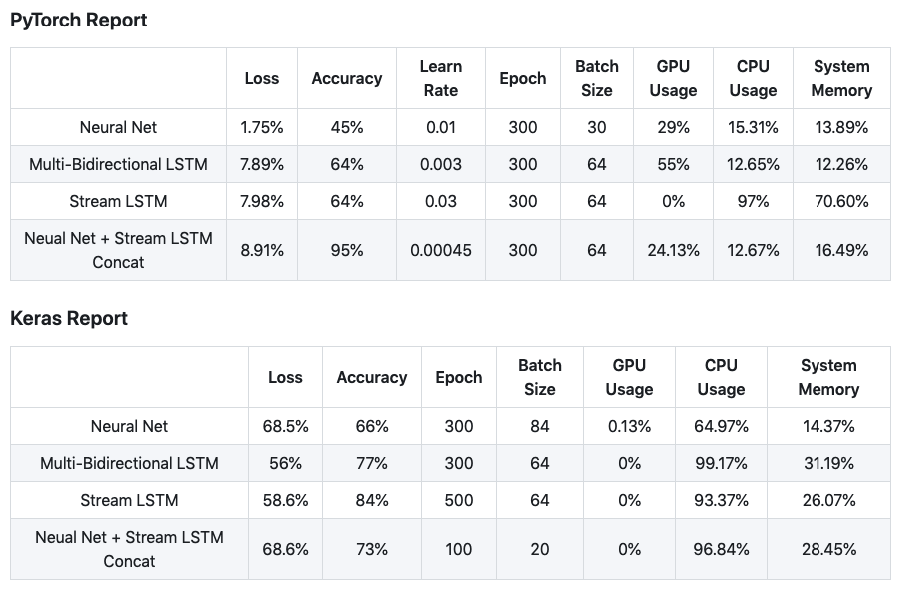 PyTorch Report
Loss Accuracy Learn Rate Epoch Batch Size GPU Usage CPU Usage System Memory
Neural Net 1.75% 45% 0.01 300 30 29% 15.31% 13.89%
Multi-Bidirectional LSTM 7.89% 64% 0.003 300 64 55% 12.65% 12.26%
Stream LSTM 7.98% 64% 0.03 300 64 0% 97% 70.60%
Neual Net + Stream LSTM Concat 8.91% 95% 0.00045 300 64 24.13% 12.67% 16.49%
Keras Report
Loss Accuracy Epoch Batch Size GPU Usage CPU Usage System Memory
Neural Net 68.5% 66% 300 84 0.13% 64.97% 14.37%
Multi-Bidirectional LSTM 56% 77% 300 64 0% 99.17% 31.19%
Stream LSTM 58.6% 84% 500 64 0% 93.37% 26.07%
Neual Net + Stream LSTM Concat 68.6% 73% 100 20 0% 96.84% 28.45%